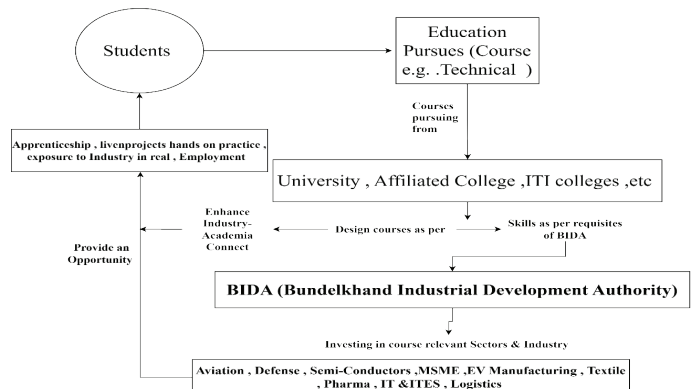 Students
Education
Pursues (Course
e.g. .Technical )
Courses
pursuing
from
Apprenticeship , livenprojects hands on practice ,
exposure to Industry in real , Employment
University , Affiliated College ,ITI colleges ,etc
Enhance
Industry-
Academia
Connect
Design courses as per
Skills as per requisites
of BIDA
Provide an
Opportunity
BIDA (Bundelkhand Industrial Development Authority)
Investing in course relevant Sectors & Industry
Aviation , Defense , Semi-Conductors ,MSME ,EV Manufacturing , Textile
, Pharma , IT &ITES , Logistics